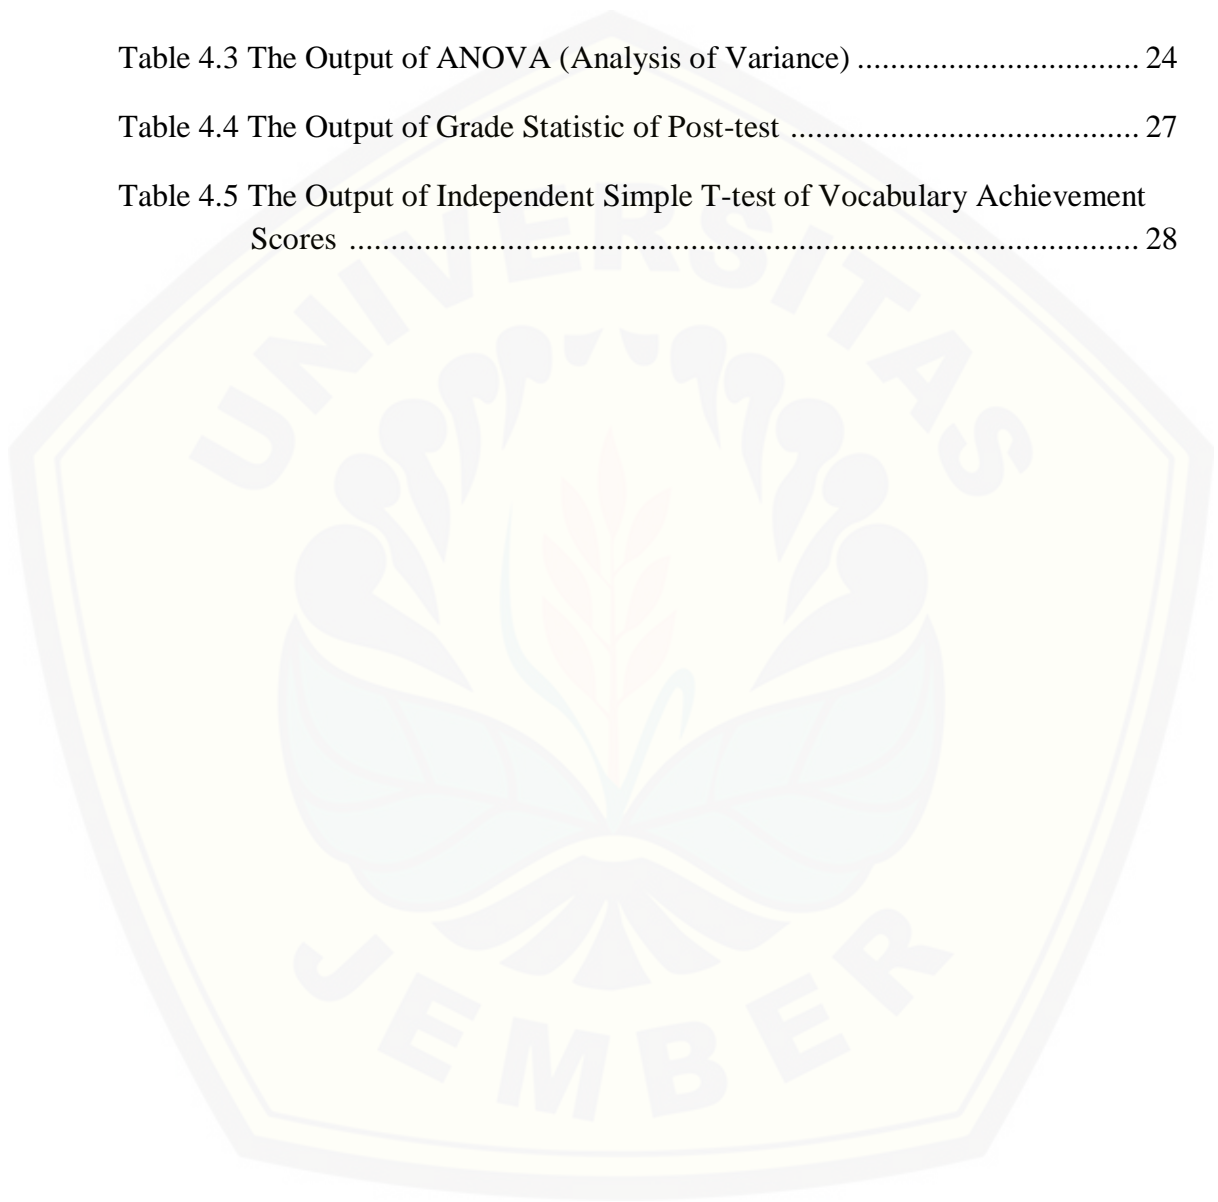 Table 4.3 The Output of ANOVA (Analysis of Variance) .................................. 24
Table 4.4 The Output of Grade Statistic of Post-test .......................................... 27
Table 4.5 The Output of Independent Simple T-test of Vocabulary Achievement
Scores ............................................................................................... 28
UNIVERSITAS
JEMBER